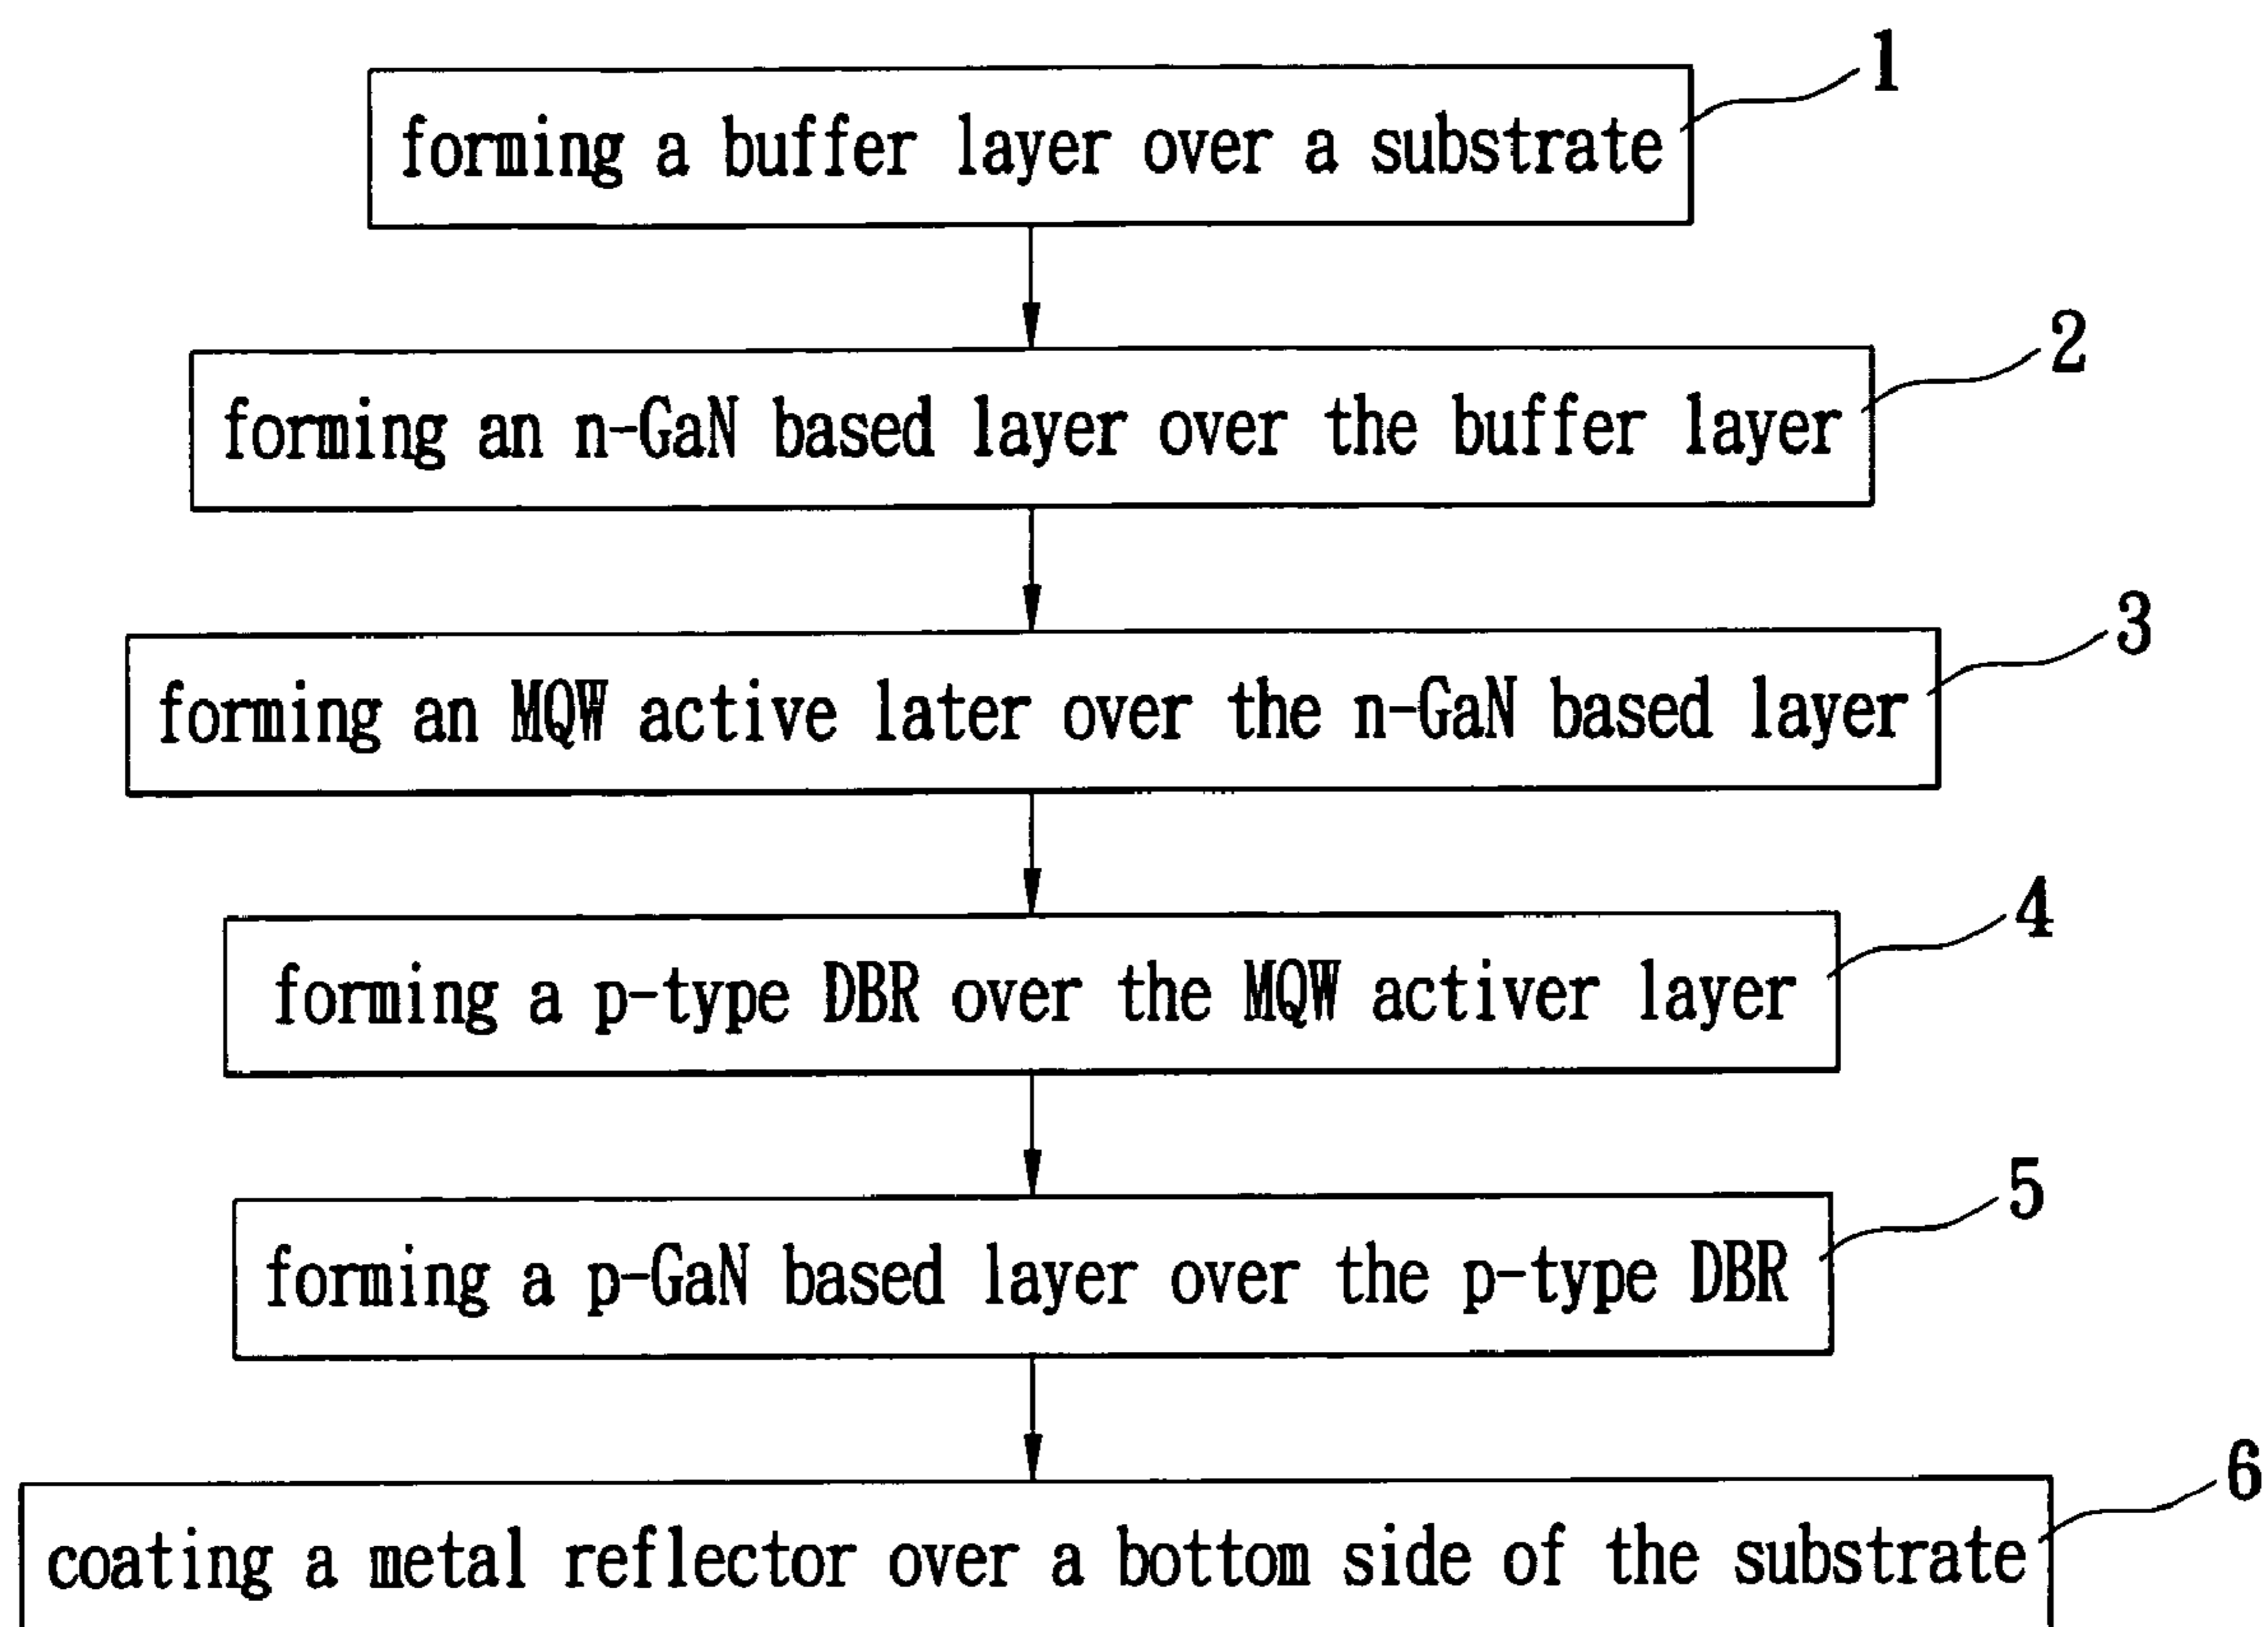 1
forming a buffer layer over a substrate
2
forming an n-GaN based layer over the buffer layer
3
forming an MQW active later over the n-GaN based layer
4
forming a p-type DBR over the MQW activer layer
5
forming a p-GaN based layer over the p-type DBR
6
coating a metal reflector over a bottom side of the substrate